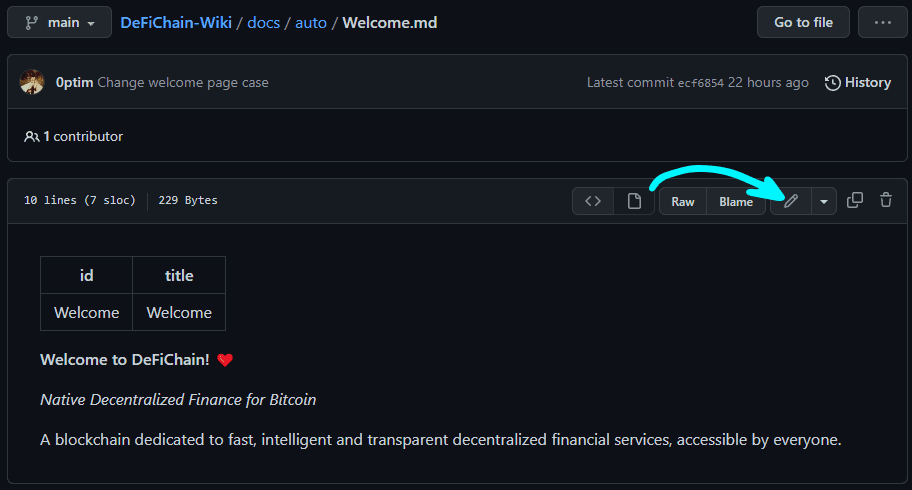 main DeFiChain-Wiki / docs / auto / Welcome.md Go to file ...
0ptim Change welcome page case Latest commit ecf6854 22 hours ago History
1 contributor
10 lines (7 sloc) 229 Bytes <> Raw Blame
id title
Welcome Welcome
Welcome to DeFiChain! ❤️
Native Decentralized Finance for Bitcoin
A blockchain dedicated to fast, intelligent and transparent decentralized financial services, accessible by everyone.